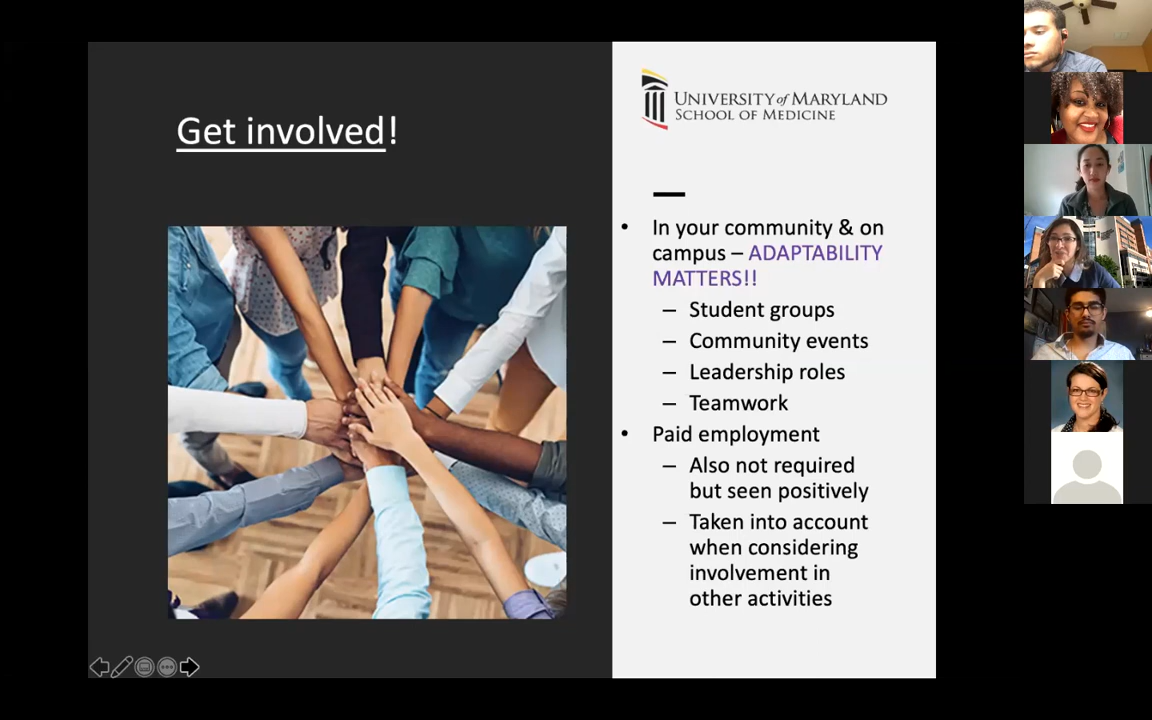 Get involved!
UNIVERSITY of MARYLAND
SCHOOL OF MEDICINE
• In your community & on
campus – ADAPTABILITY
MATTERS!!
– Student groups
– Community events
– Leadership roles
– Teamwork
• Paid employment
– Also not required
but seen positively
– Taken into account
when considering
involvement in
other activities